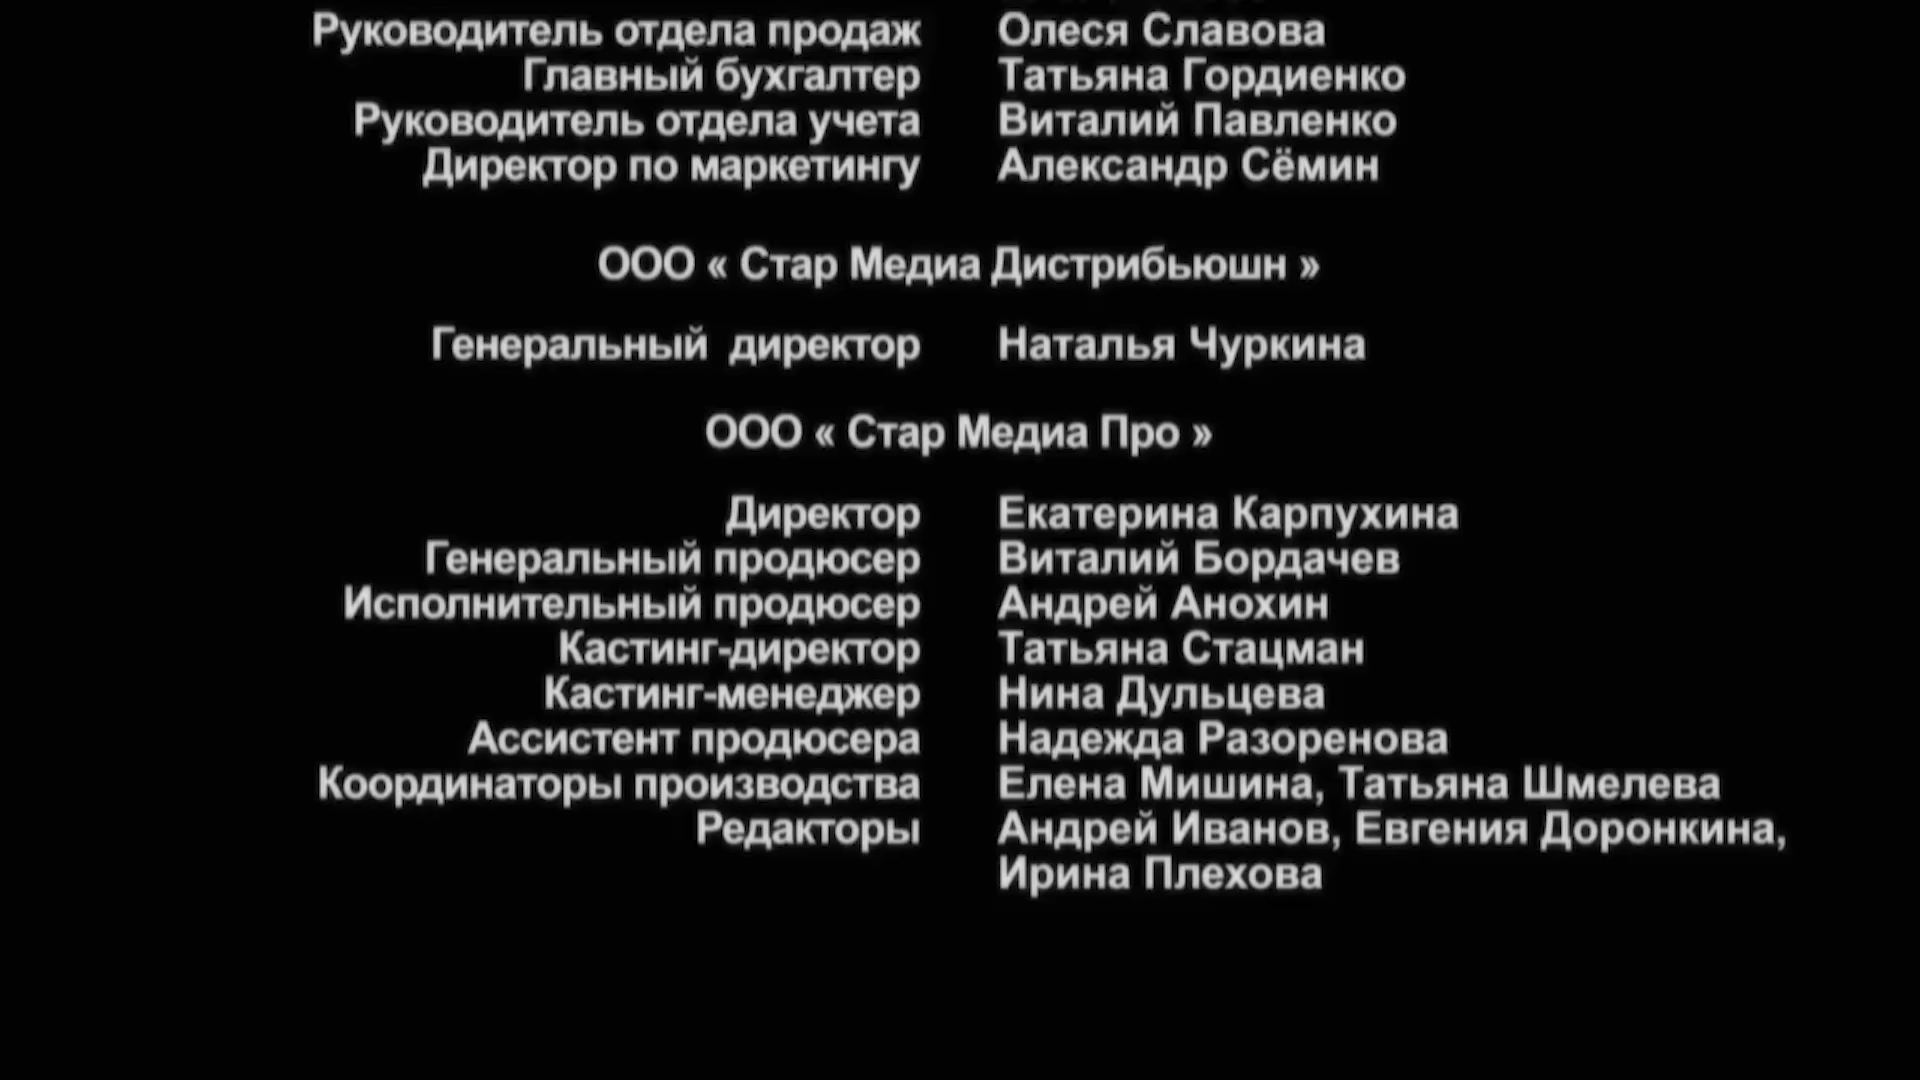 Руководитель отдела продаж Олеся Славова
Главный бухгалтер Татьяна Гордиенко
Руководитель отдела учета Виталий Павленко
Директор по маркетингу Александр Сёмин
ООО « Стар Медиа Дистрибьюшн »
Генеральный директор Наталья Чуркина
ООО « Стар Медиа Про »
Директор Екатерина Карпухина
Генеральный продюсер Виталий Бордачев
Исполнительный продюсер Андрей Анохин
Кастинг-директор Татьяна Стацман
Кастинг-менеджер Нина Дульцева
Ассистент продюсера Надежда Разоренова
Координаторы производства Елена Мишина, Татьяна Шмелева
Редакторы Андрей Иванов, Евгения Доронкина,
Ирина Плехова